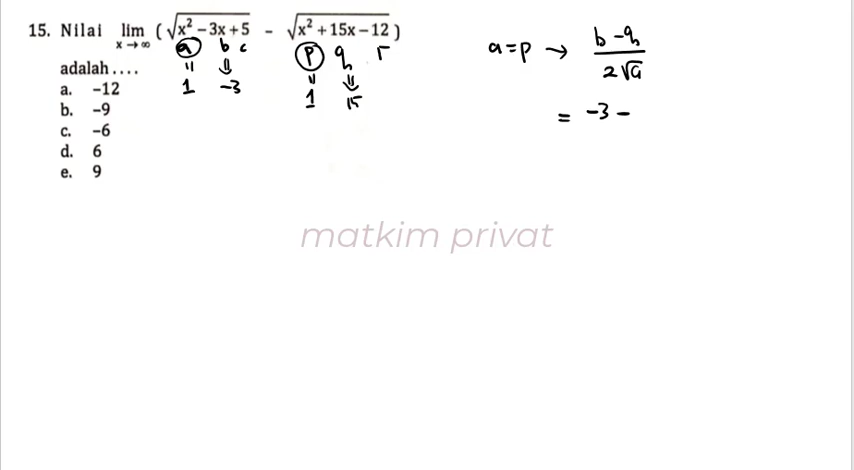 15. Nilai lim x→∞ (√x² − 3x + 5 − √x² + 15x − 12)
a b c p q r
adalah....
= 1 ⇓ −3 = 1 ⇓ 15
a. −12
b. −9
c. −6
d. 6
e. 9
a = p → b − q / 2√a
= −3 −
matkim privat